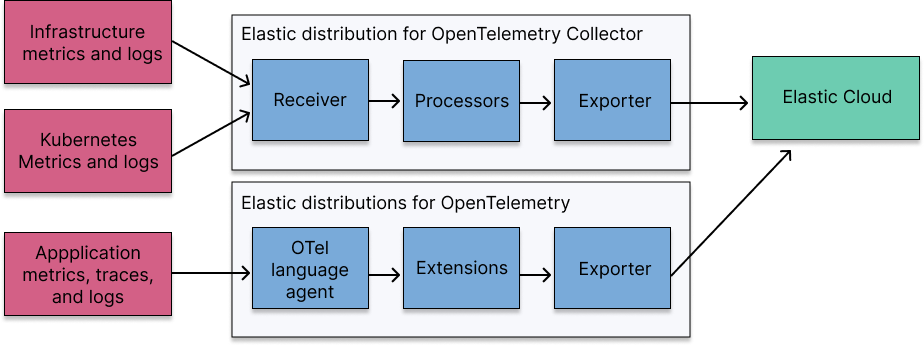 Infrastructure
metrics and logs
Elastic distribution for OpenTelemetry Collector
Receiver
Processors
Exporter
Elastic Cloud
Kubernetes
Metrics and logs
Elastic distributions for OpenTelemetry
Appplication
metrics, traces,
and logs
OTel
language
agent
Extensions
Exporter